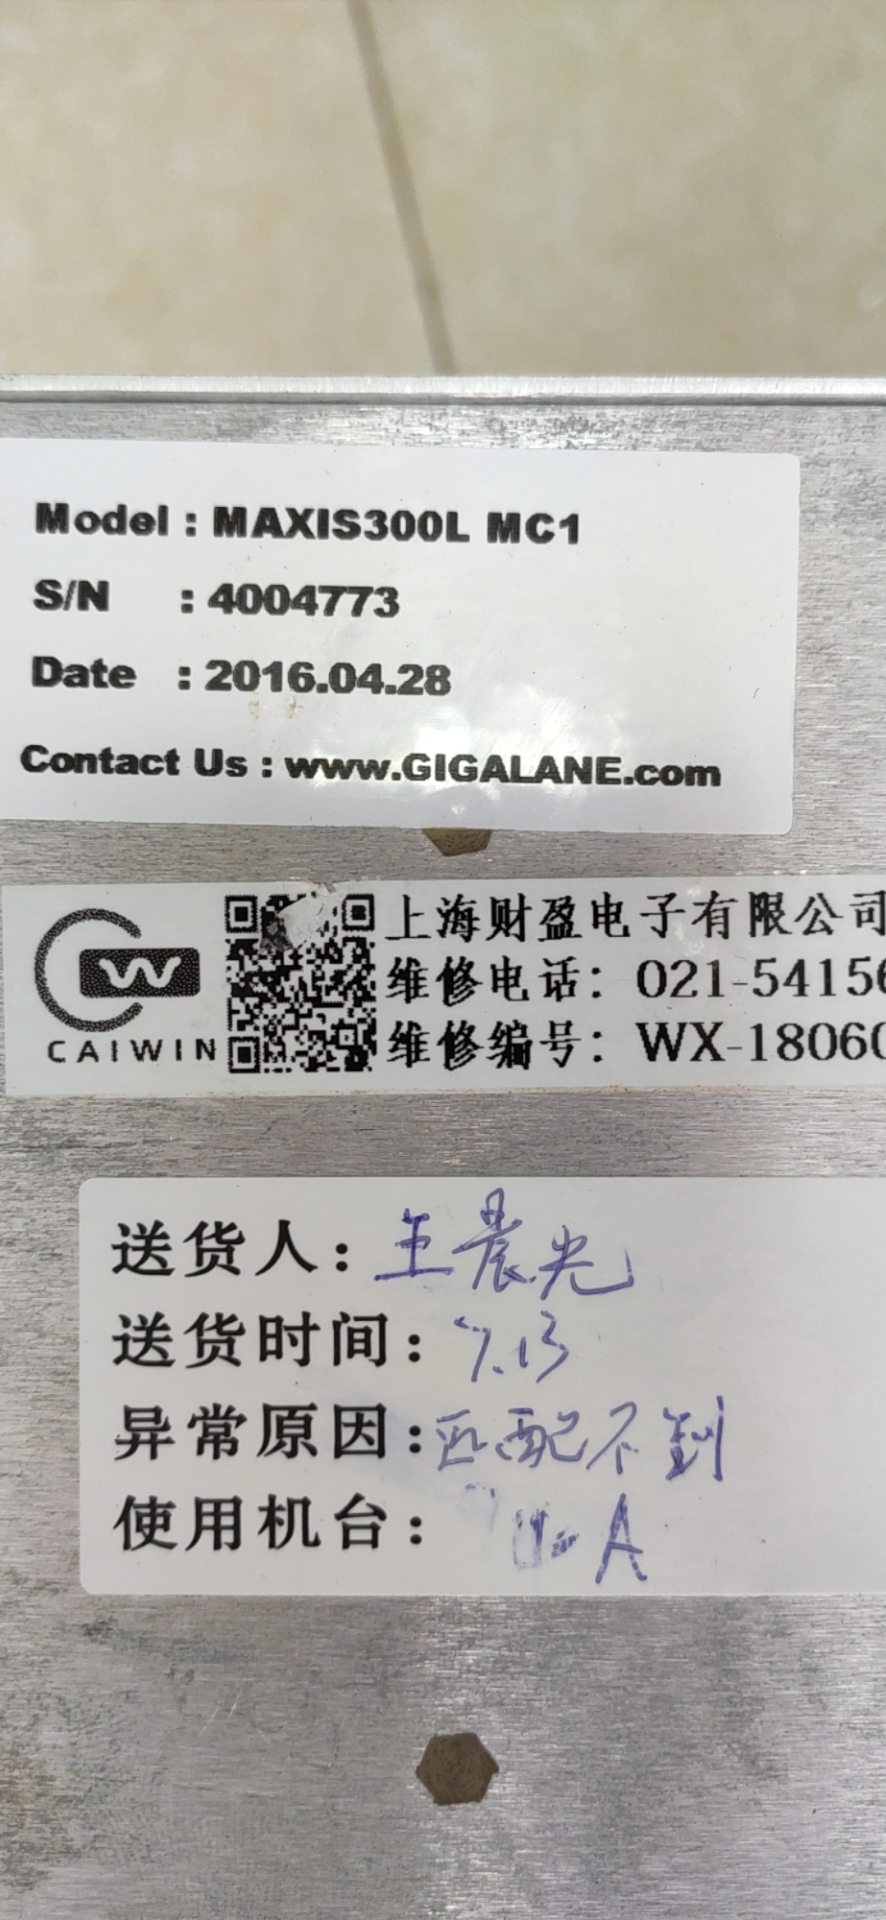 Model : MAXIS300L MC1
S/N : 4004773
Date : 2016.04.28
Contact Us : www.GIGALANE.com
上海财盈电子有限公司
维修电话：021-5415
维修编号：WX-18060
CAIWIN
送货人：王晨光
送货时间：7.13
异常原因：匹配不到
使用机台：A